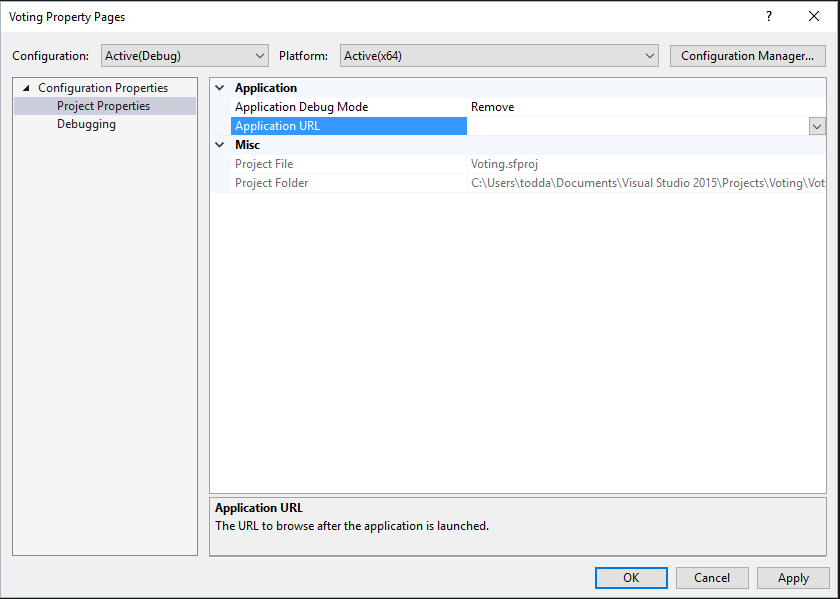 Voting Property Pages ?
Configuration: Active(Debug) Platform: Active(x64) Configuration Manager...
Configuration Properties
Project Properties
Debugging
Application
Application Debug Mode Remove
Application URL
Misc
Project File Voting.sfproj
Project Folder C:\Users\todda\Documents\Visual Studio 2015\Projects\Voting\Vot
Application URL
The URL to browse after the application is launched.
OK Cancel Apply